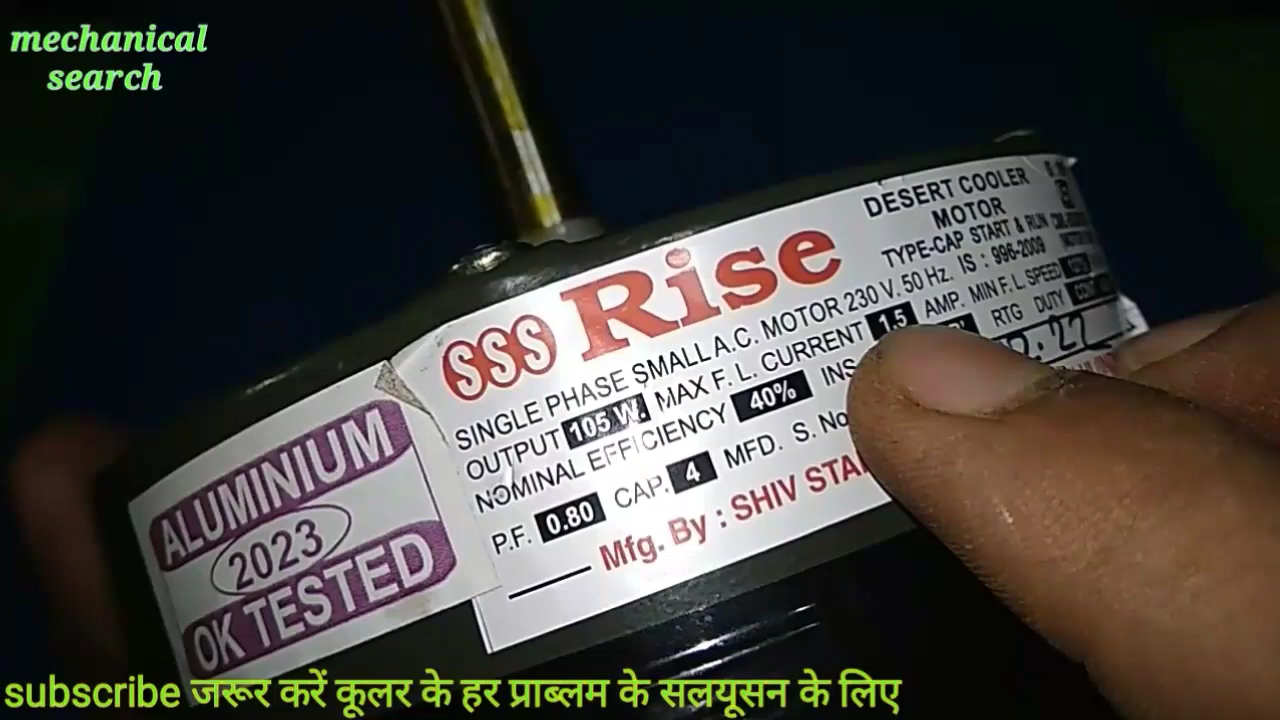 mechanical
search
SSS Rise
DESERT COOLER
MOTOR
TYPE-CAP START & RUN
SINGLE PHASE SMALL A.C. MOTOR 230 V. 50 Hz. IS : 996-2009
OUTPUT 105 W. MAX F. L. CURRENT 1.5 AMP. MIN F. L. SPEED
NOMINAL EFFICIENCY 40% INS RTG DUTY
P.F. 0.80 CAP. 4 MFD. S. No
Mfg. By : SHIV
ALUMINIUM
2023
OK TESTED
subscribe जरूर करें कूलर के हर प्राब्लम के सलयूसन के लिए